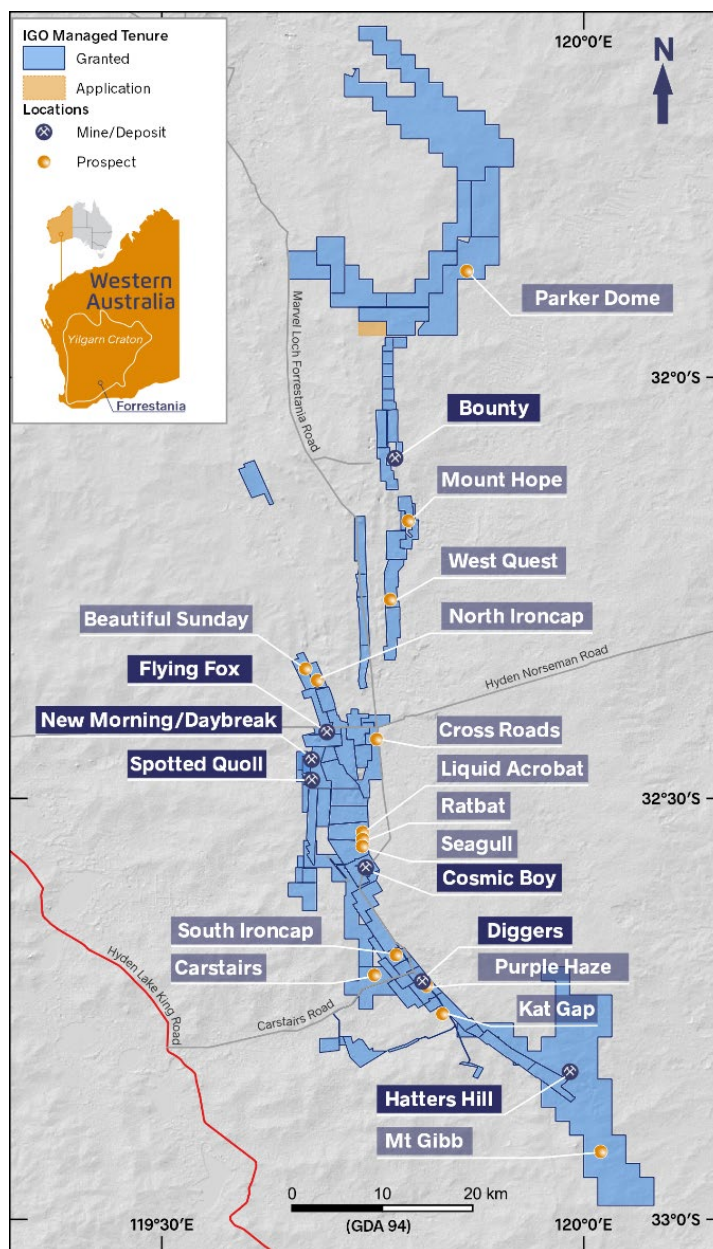 IGO Managed Tenure
Granted
Application
Locations
Mine/Deposit
Prospect
Western
Australia
Yilgarn Craton
Forrestania
120°0'E
N
Parker Dome
Marvel Loch Forrestania Road
32°0'S
Bounty
Mount Hope
West Quest
Beautiful Sunday
North Ironcap
Flying Fox
Hyden Norseman Road
New Morning/Daybreak
Cross Roads
Spotted Quoll
Liquid Acrobat
32°30'S
Ratbat
Seagull
Cosmic Boy
South Ironcap
Diggers
Carstairs
Purple Haze
Hyden Lake King Road
Carstairs Road
Kat Gap
Hatters Hill
Mt Gibb
0 10 20 km
(GDA 94)
119°30'E
120°0'E
33°0'S